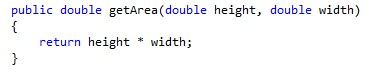 public double getArea(double height, double width)
{
    return height * width;
}